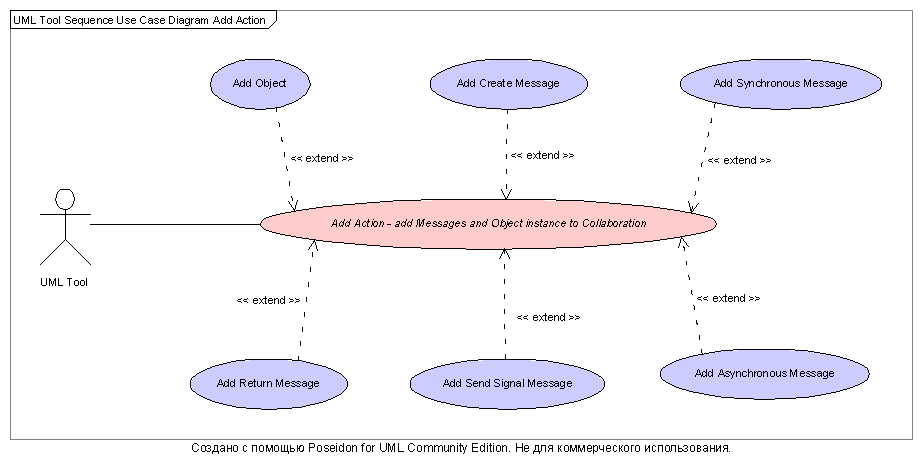 UML Tool Sequence Use Case Diagram Add Action
Add Object
Add Create Message
Add Synchronous Message
<< extend >>
<< extend >>
<< extend >>
Add Action - add Messages and Object instance to Collaboration
UML Tool
<< extend >>
<< extend >>
<< extend >>
Add Return Message
Add Send Signal Message
Add Asynchronous Message
Создано с помощью Poseidon for UML Community Edition. Не для коммерческого использования.